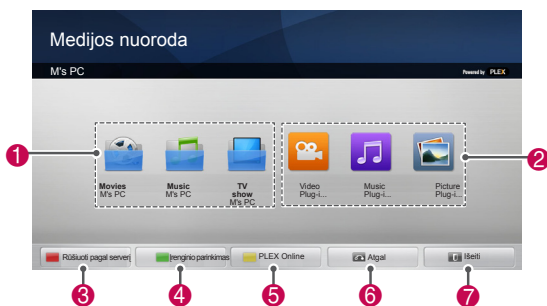 Medijos nuoroda
M's PC
Powered by PLEX
1
2
Movies
M's PC
Music
M's PC
TV
show
M's PC
Video
Plug-i...
Music
Plug-i...
Picture
Plug-i...
Rūšiuoti pagal serverį
Įrenginio parinkimas
PLEX Online
Atgal
Išeiti
3
4
5
6
7